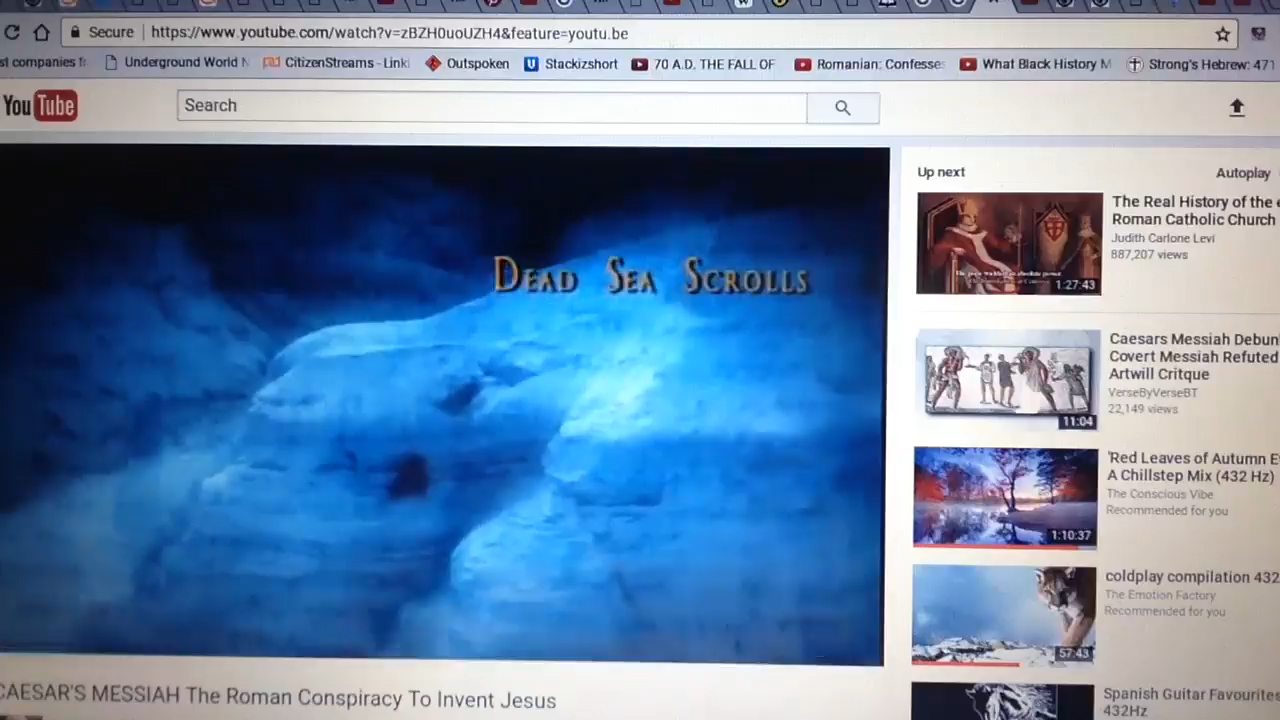 Secure https://www.youtube.com/watch?v=zBZH0uoUZH4&feature=youtu.be
st companies f Underground World N CitizenStreams - Linki Outspoken Stackizshort 70 A.D. THE FALL OF Romanian: Confesse What Black History M Strong's Hebrew: 471
YouTube Search
Up next Autoplay
DEAD SEA SCROLLS
The Real History of the
Roman Catholic Church
Judith Carlone Levi
887,207 views
1:27:43
Caesars Messiah Debun
Covert Messiah Refuted
Artwill Critque
VerseByVerseBT
22,149 views
11:04
'Red Leaves of Autumn E
A Chillstep Mix (432 Hz)
The Conscious Vibe
Recommended for you
1:10:37
coldplay compilation 432
The Emotion Factory
Recommended for you
57:43
Spanish Guitar Favourites
432Hz
CAESAR'S MESSIAH The Roman Conspiracy To Invent Jesus